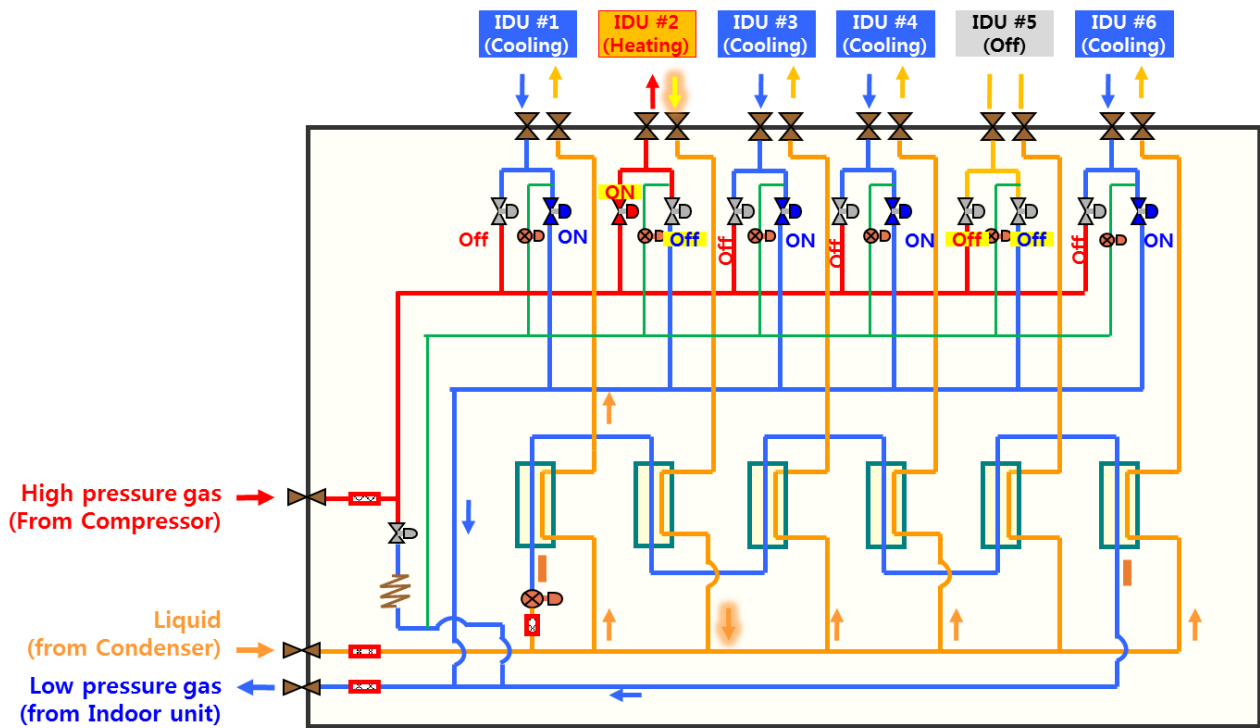 IDU #1
(Cooling)
IDU #2
(Heating)
IDU #3
(Cooling)
IDU #4
(Cooling)
IDU #5
(Off)
IDU #6
(Cooling)
Off
ON
ON
Off
Off
ON
Off
ON
Off
Off
Off
ON
High pressure gas
(From Compressor)
Liquid
(from Condenser)
Low pressure gas
(from Indoor unit)